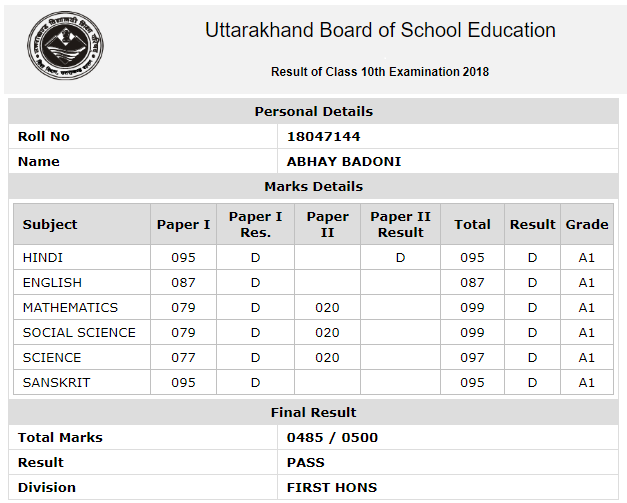 Uttarakhand Board of School Education
Result of Class 10th Examination 2018
Personal Details
Roll No 18047144
Name ABHAY BADONI
Marks Details
Subject Paper I Paper I Res. Paper II Paper II Result Total Result Grade
HINDI 095 D D 095 D A1
ENGLISH 087 D 087 D A1
MATHEMATICS 079 D 020 099 D A1
SOCIAL SCIENCE 079 D 020 099 D A1
SCIENCE 077 D 020 097 D A1
SANSKRIT 095 D 095 D A1
Final Result
Total Marks 0485 / 0500
Result PASS
Division FIRST HONS